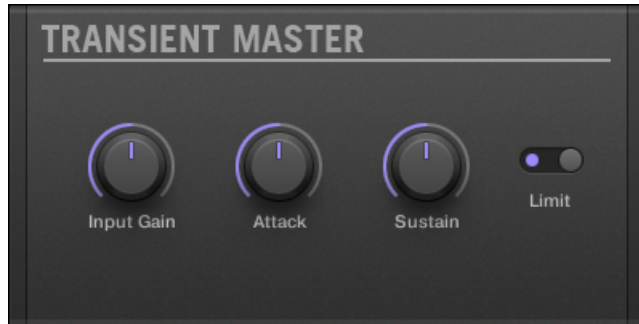 TRANSIENT MASTER
Input Gain
Attack
Sustain
Limit